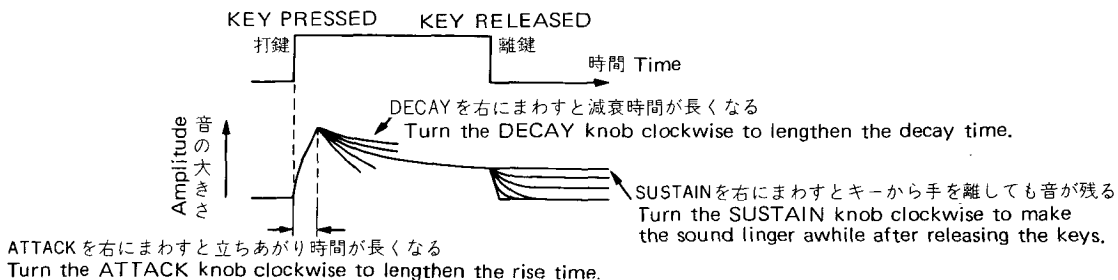 KEY PRESSED
KEY RELEASED
打鍵
離鍵
時間 Time
DECAYを右にまわすと減衰時間が長くなる
Turn the DECAY knob clockwise to lengthen the decay time.
Amplitude
音の大きさ
SUSTAINを右にまわすとキーから手を離しても音が残る
Turn the SUSTAIN knob clockwise to make
the sound linger awhile after releasing the keys.
ATTACKを右にまわすと立ちあがり時間が長くなる
Turn the ATTACK knob clockwise to lengthen the rise time.